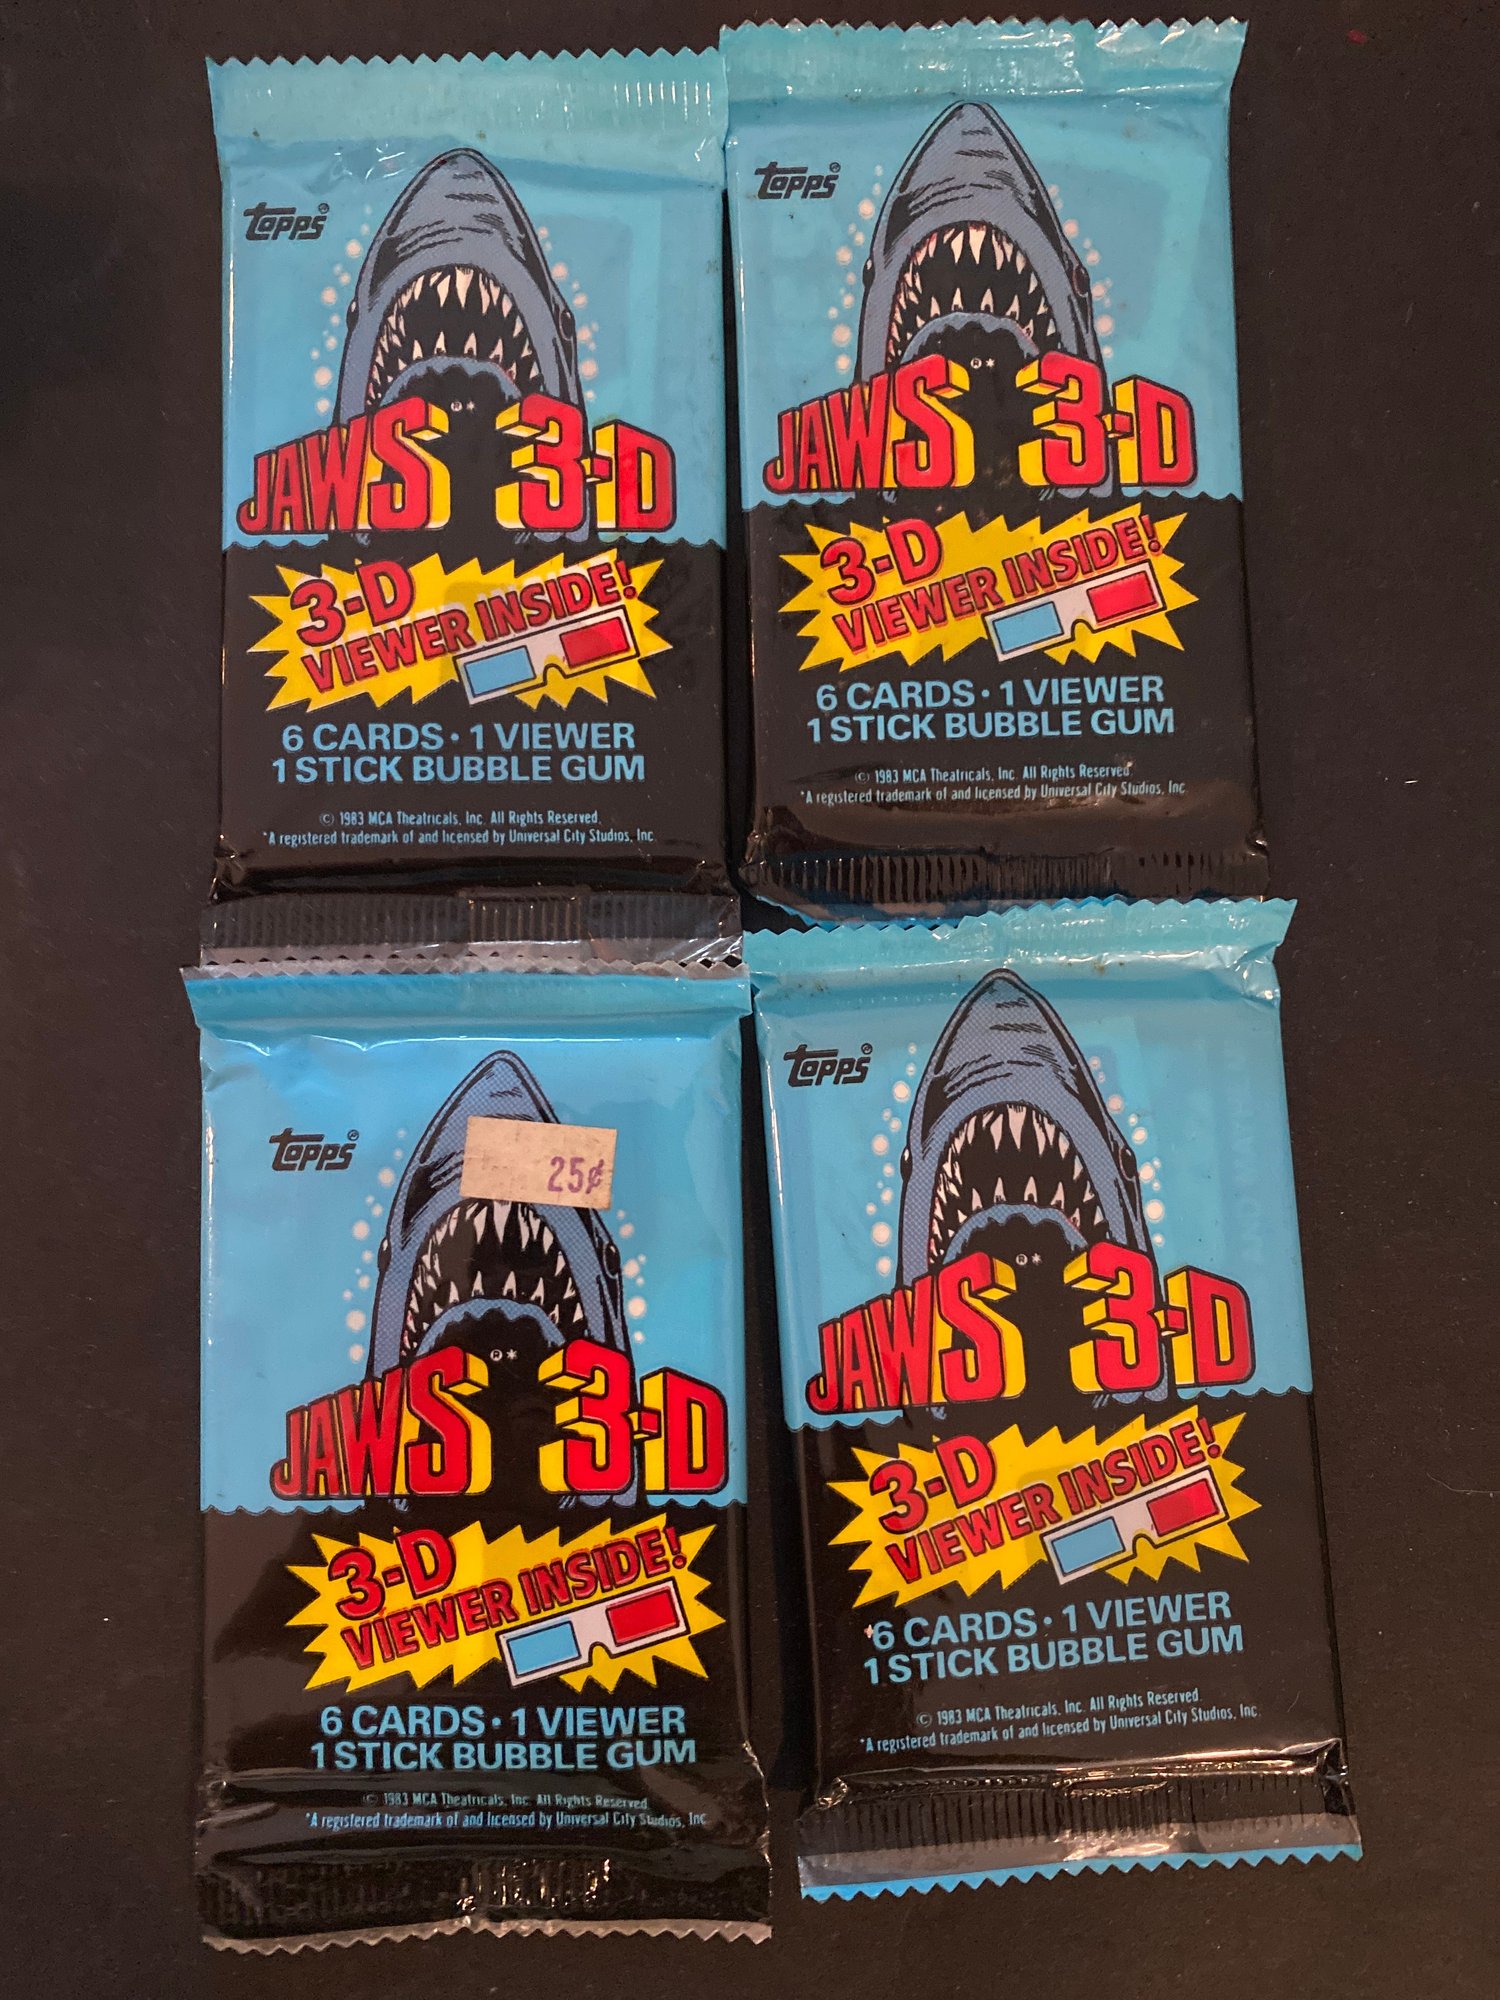 Topps®
®*
JAWS 3-D
3-D
VIEWER INSIDE!
6 CARDS • 1 VIEWER
1 STICK BUBBLE GUM
© 1983 MCA Theatricals, Inc. All Rights Reserved.
*A registered trademark of and licensed by Universal City Studios, Inc.
Topps®
®*
JAWS 3-D
3-D
VIEWER INSIDE!
6 CARDS • 1 VIEWER
1 STICK BUBBLE GUM
© 1983 MCA Theatricals, Inc. All Rights Reserved.
*A registered trademark of and licensed by Universal City Studios, Inc.
Topps®
25¢
®*
JAWS 3-D
3-D
VIEWER INSIDE!
6 CARDS • 1 VIEWER
1 STICK BUBBLE GUM
© 1983 MCA Theatricals, Inc. All Rights Reserved.
*A registered trademark of and licensed by Universal City Studios, Inc.
Topps®
®*
JAWS 3-D
3-D
VIEWER INSIDE!
6 CARDS • 1 VIEWER
1 STICK BUBBLE GUM
© 1983 MCA Theatricals, Inc. All Rights Reserved.
*A registered trademark of and licensed by Universal City Studios, Inc.